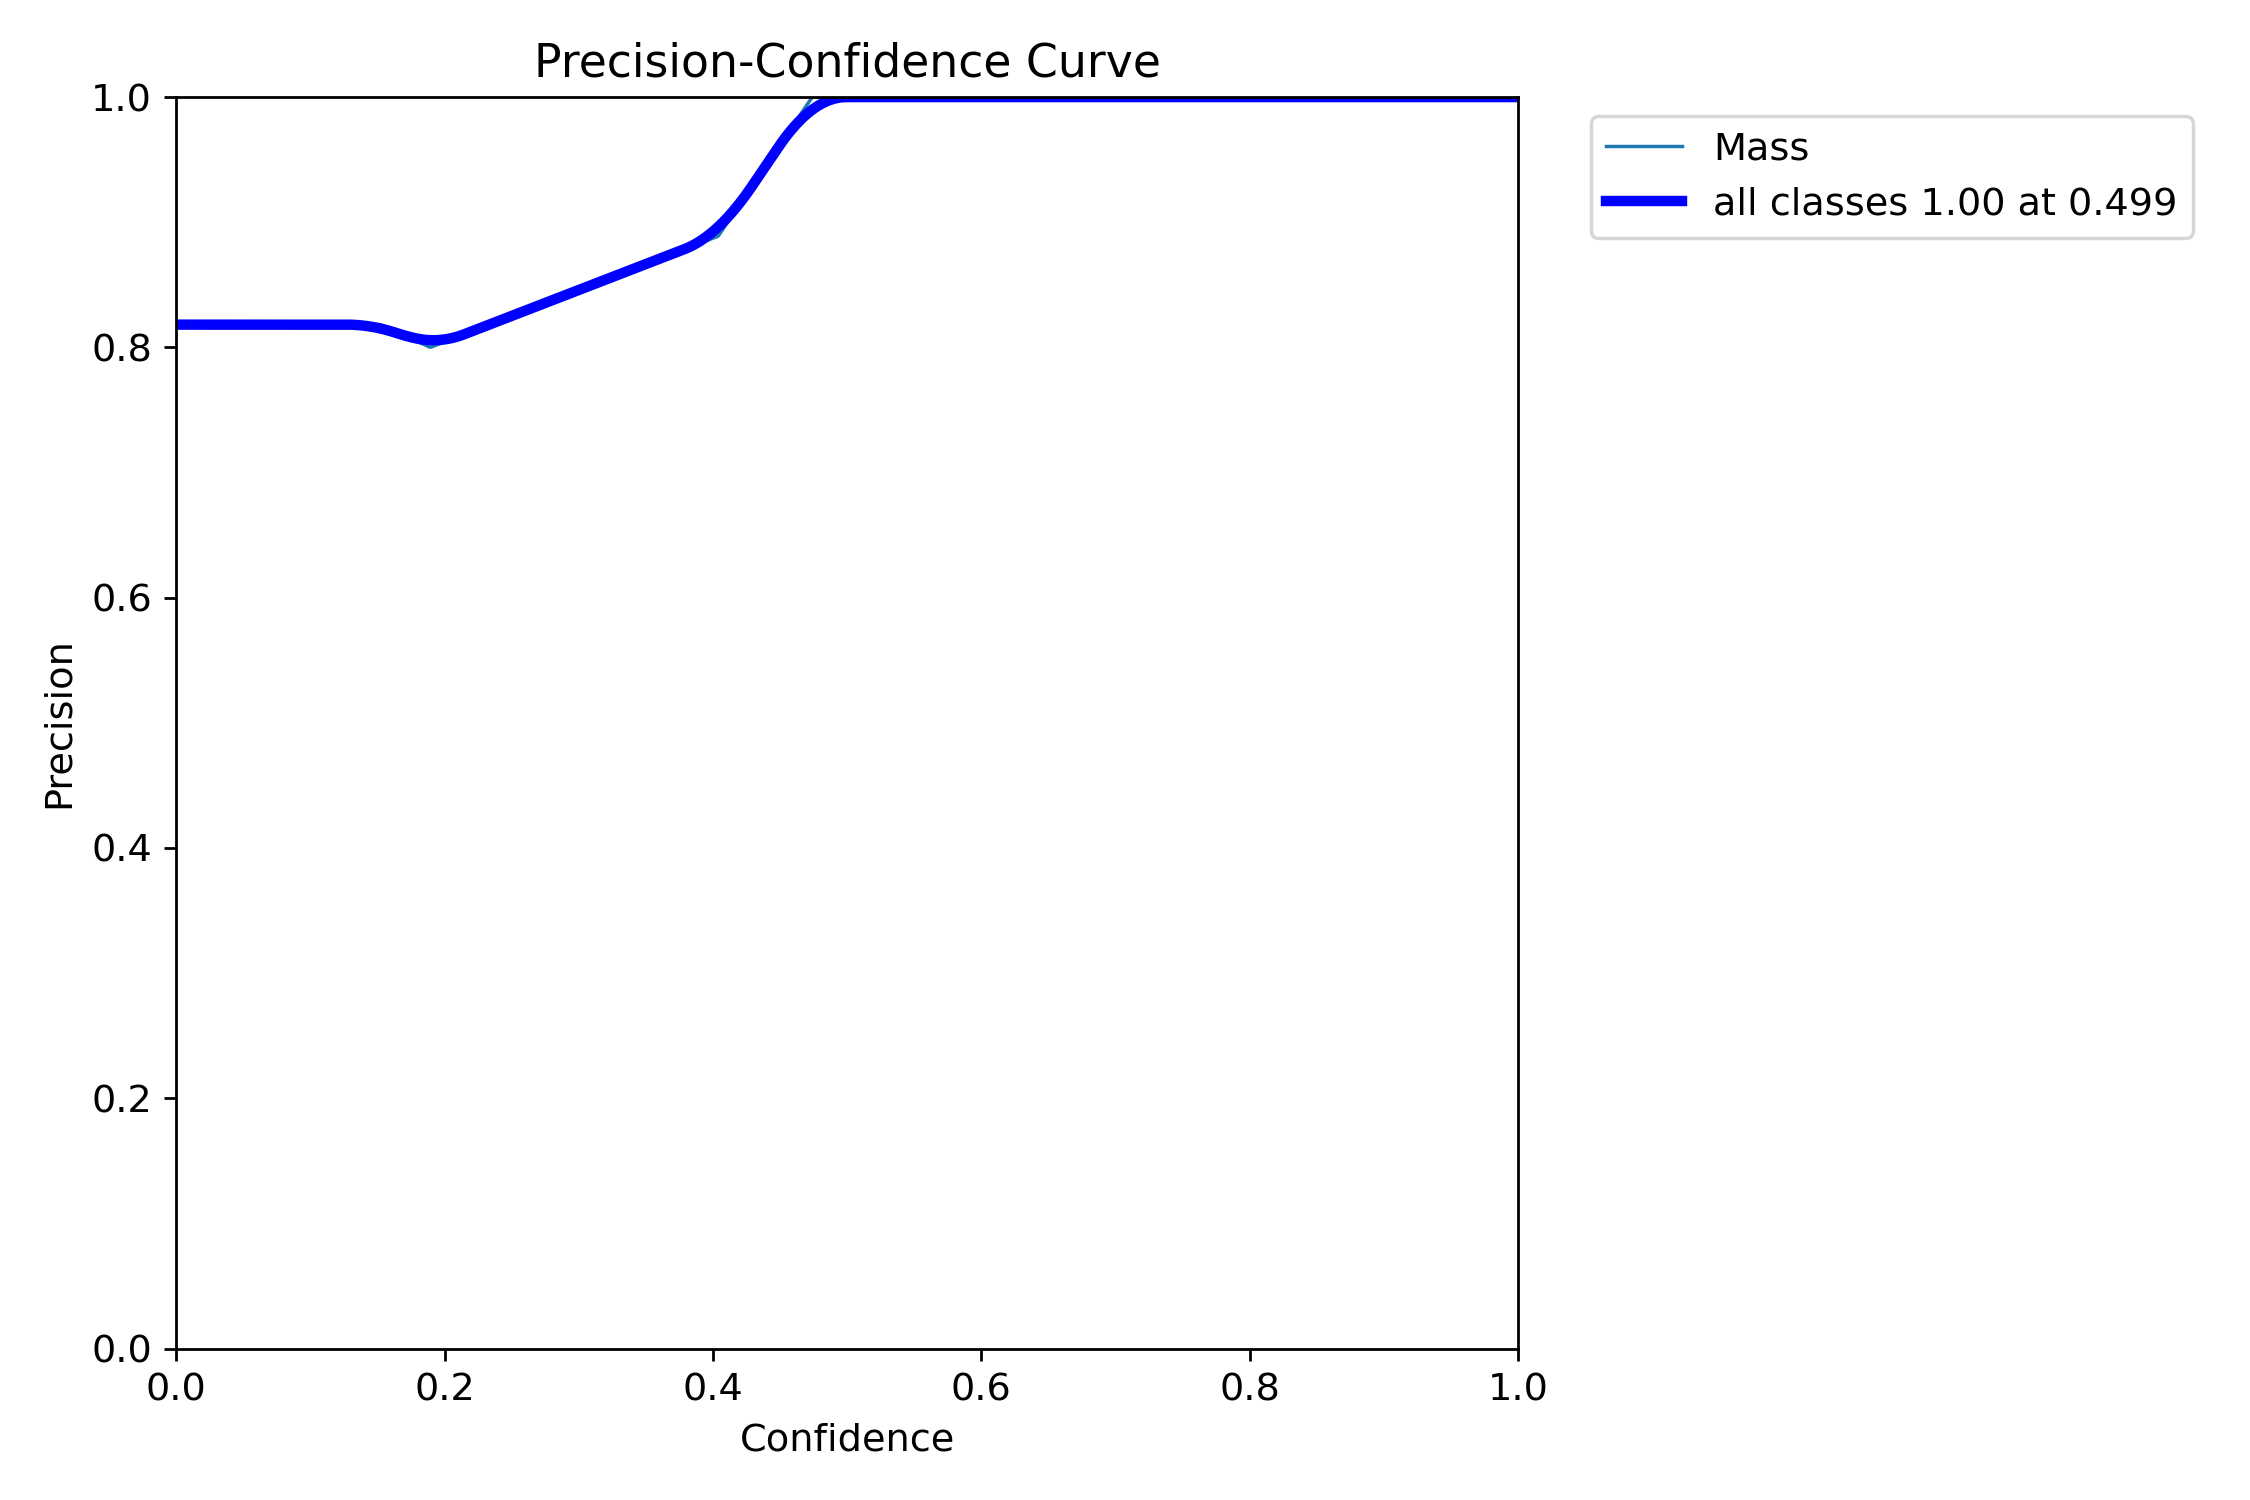 Precision-Confidence Curve
1.0
0.8
0.6
0.4
0.2
0.0
Precision
0.0 0.2 0.4 0.6 0.8 1.0
Confidence
Mass
all classes 1.00 at 0.499